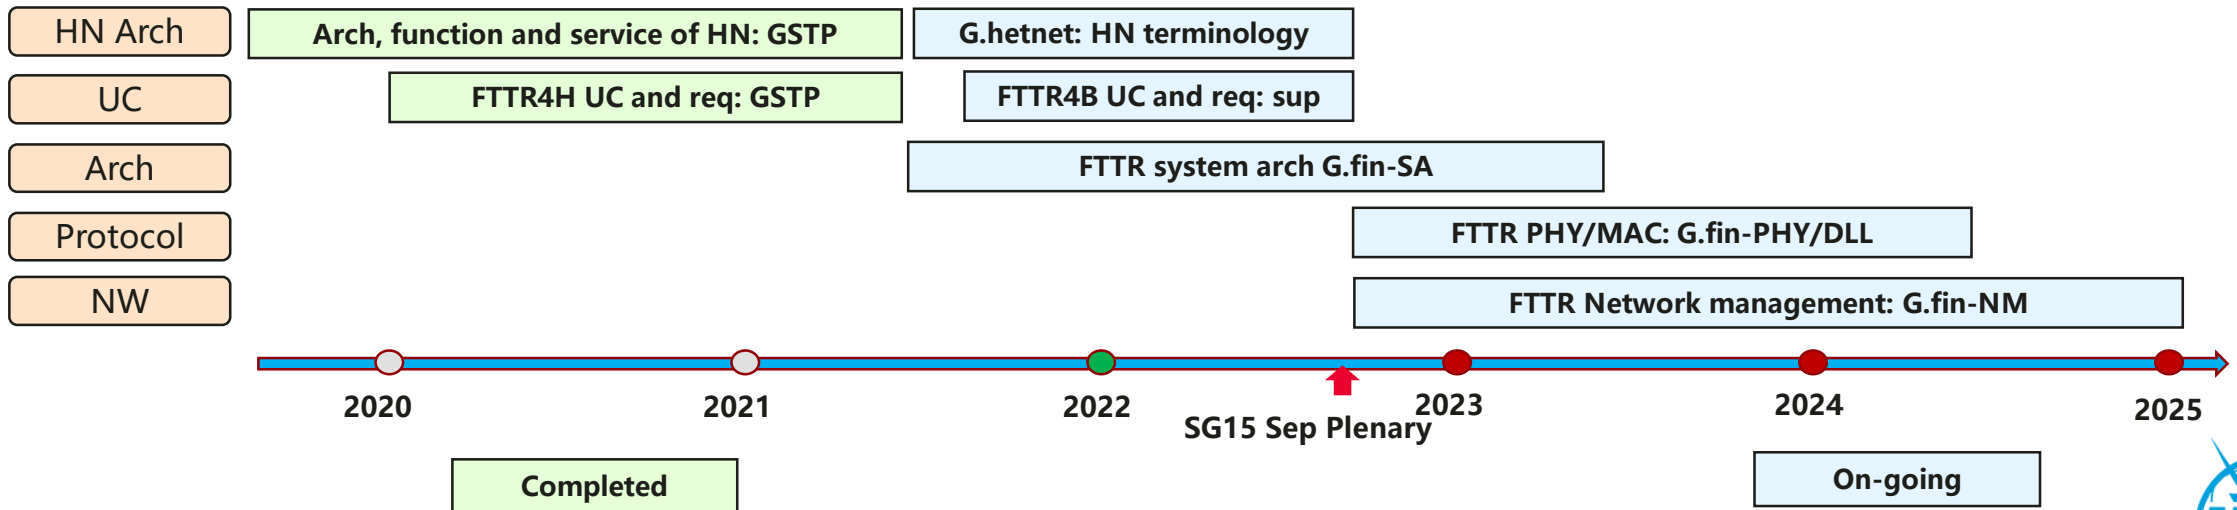 HN Arch
Arch, function and service of HN: GSTP
G.hetnet: HN terminology
UC
FTTR4H UC and req: GSTP
FTTR4B UC and req: sup
Arch
FTTR system arch G.fin-SA
Protocol
FTTR PHY/MAC: G.fin-PHY/DLL
NW
FTTR Network management: G.fin-NM
2020
2021
2022
2023
2024
2025
SG15 Sep Plenary
Completed
On-going